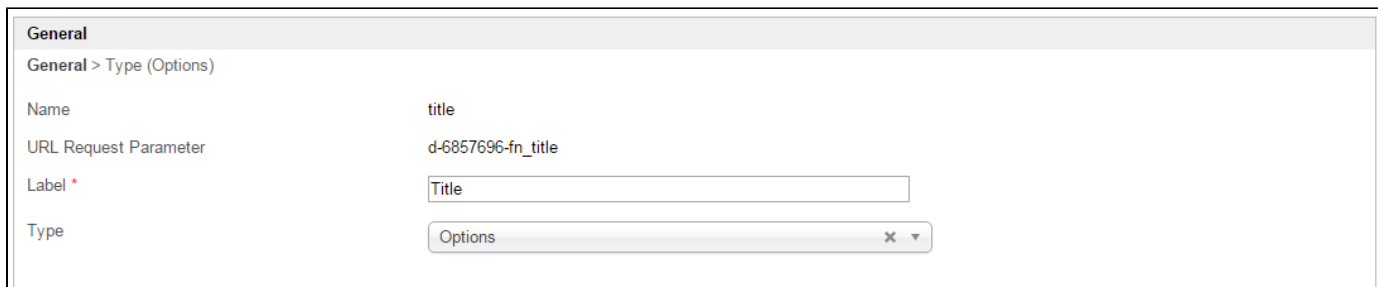 General
General > Type (Options)
Name title
URL Request Parameter d-6857696-fn_title
Label * Title
Type Options